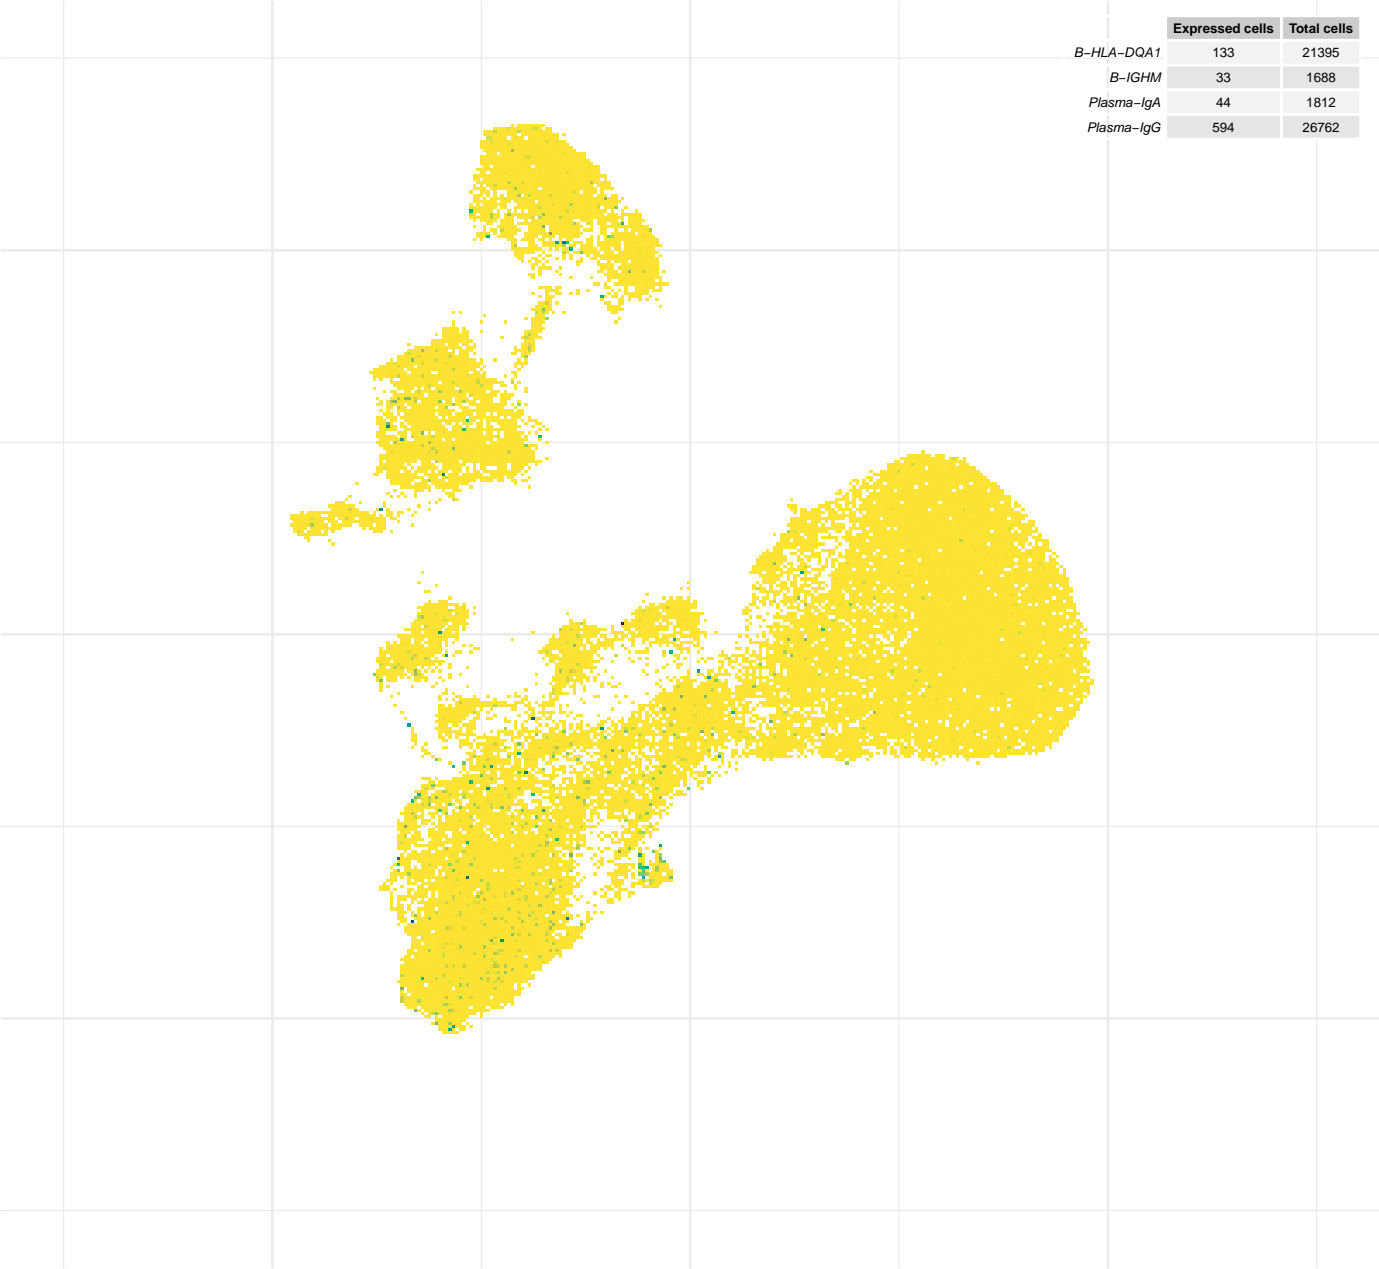 Expressed cells Total cells
B−HLA−DQA1 133 21395
B−IGHM 33 1688
Plasma−IgA 44 1812
Plasma−IgG 594 26762